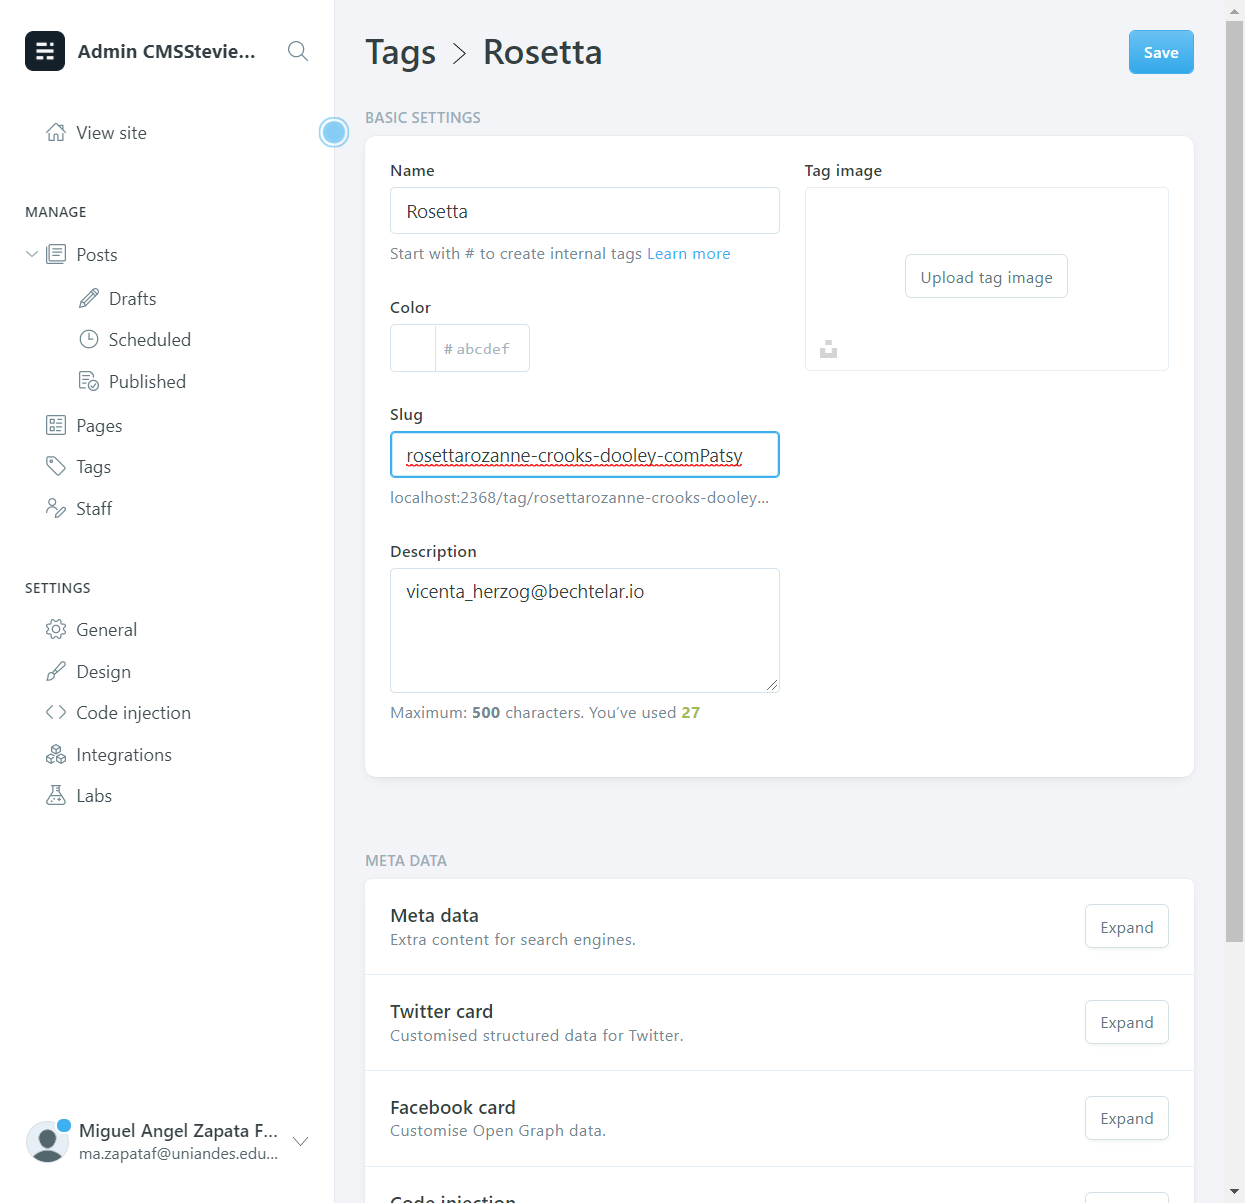 Admin CMSStevie...
View site
MANAGE
Posts
Drafts
Scheduled
Published
Pages
Tags
Staff
SETTINGS
General
Design
Code injection
Integrations
Labs
Miguel Angel Zapata F...
ma.zapataf@uniandes.edu...
Tags > Rosetta
Save
BASIC SETTINGS
Name
Rosetta
Start with # to create internal tags Learn more
Color
# abcdef
Slug
rosettarozanne-crooks-dooley-comPatsy
localhost:2368/tag/rosettarozanne-crooks-dooley...
Description
vicenta_herzog@bechtelar.io
Maximum: 500 characters. You’ve used 27
Tag image
Upload tag image
META DATA
Meta data
Extra content for search engines.
Expand
Twitter card
Customised structured data for Twitter.
Expand
Facebook card
Customise Open Graph data.
Expand
Code injection